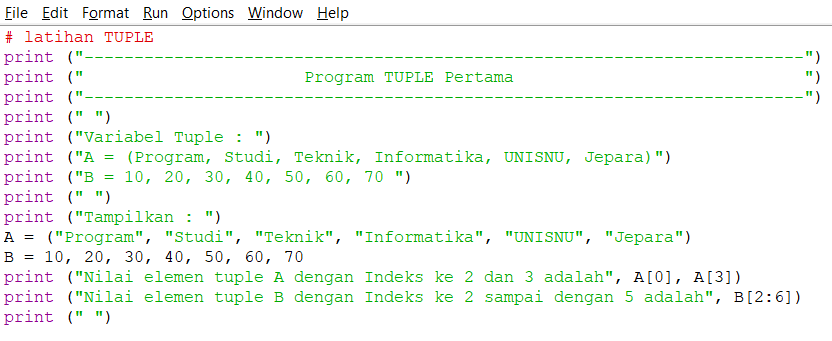 File Edit Format Run Options Window Help
# latihan TUPLE
print ("------------------------------------------------------------------------")
print ("                      Program TUPLE Pertama                             ")
print ("------------------------------------------------------------------------")
print (" ")
print ("Variabel Tuple : ")
print ("A = (Program, Studi, Teknik, Informatika, UNISNU, Jepara)")
print ("B = 10, 20, 30, 40, 50, 60, 70 ")
print (" ")
print ("Tampilkan : ")
A = ("Program", "Studi", "Teknik", "Informatika", "UNISNU", "Jepara")
B = 10, 20, 30, 40, 50, 60, 70
print ("Nilai elemen tuple A dengan Indeks ke 2 dan 3 adalah", A[0], A[3])
print ("Nilai elemen tuple B dengan Indeks ke 2 sampai dengan 5 adalah", B[2:6])
print (" ")